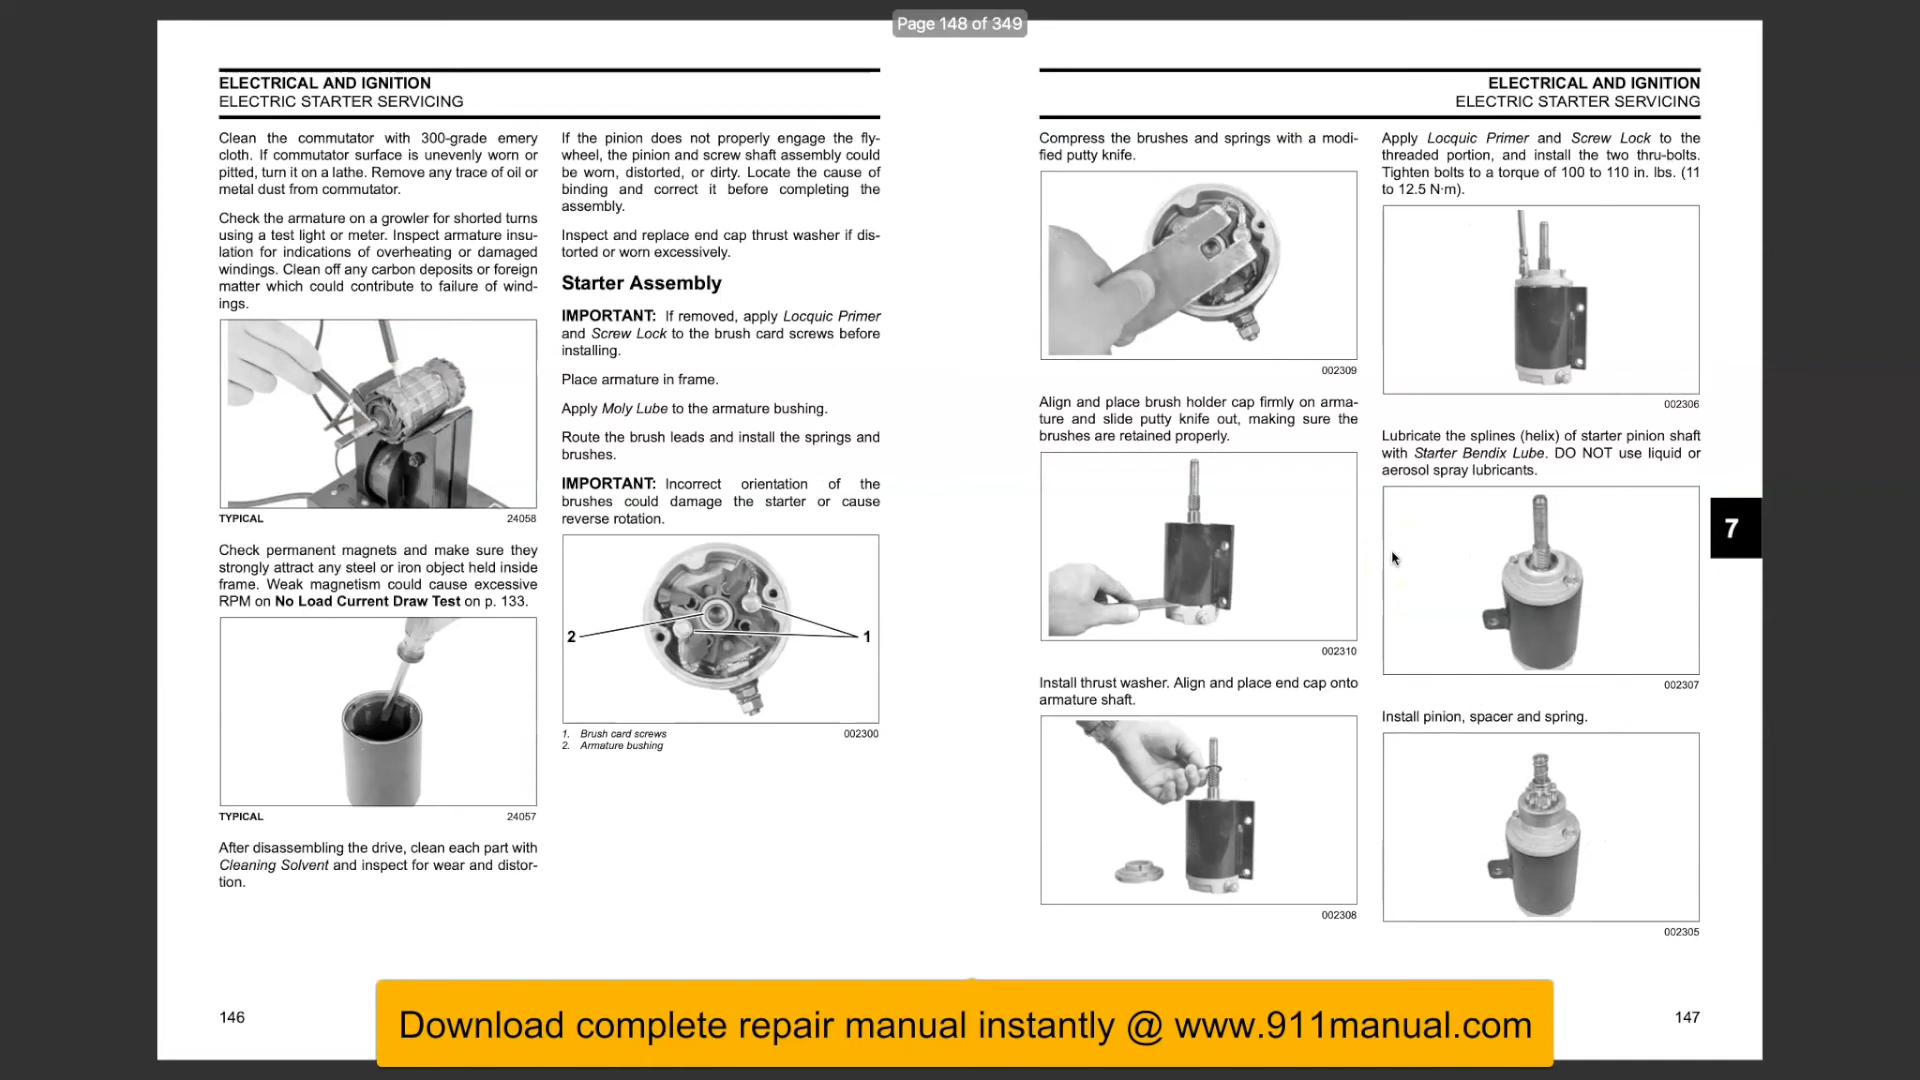 Page 148 of 349
ELECTRICAL AND IGNITION
ELECTRIC STARTER SERVICING
Clean the commutator with 300-grade emery
cloth. If commutator surface is unevenly worn or
pitted, turn it on a lathe. Remove any trace of oil or
metal dust from commutator.
Check the armature on a growler for shorted turns
using a test light or meter. Inspect armature insu-
lation for indications of overheating or damaged
windings. Clean off any carbon deposits or foreign
matter which could contribute to failure of wind-
ings.
TYPICAL 24058
Check permanent magnets and make sure they
strongly attract any steel or iron object held inside
frame. Weak magnetism could cause excessive
RPM on No Load Current Draw Test on p. 133.
TYPICAL 24057
After disassembling the drive, clean each part with
Cleaning Solvent and inspect for wear and distor-
tion.
If the pinion does not properly engage the fly-
wheel, the pinion and screw shaft assembly could
be worn, distorted, or dirty. Locate the cause of
binding and correct it before completing the
assembly.
Inspect and replace end cap thrust washer if dis-
torted or worn excessively.
Starter Assembly
IMPORTANT: If removed, apply Locquic Primer
and Screw Lock to the brush card screws before
installing.
Place armature in frame.
Apply Moly Lube to the armature bushing.
Route the brush leads and install the springs and
brushes.
IMPORTANT: Incorrect orientation of the
brushes could damage the starter or cause
reverse rotation.
2 1
1. Brush card screws 002300
2. Armature bushing
146
ELECTRICAL AND IGNITION
ELECTRIC STARTER SERVICING
Compress the brushes and springs with a modi-
fied putty knife.
002309
Align and place brush holder cap firmly on arma-
ture and slide putty knife out, making sure the
brushes are retained properly.
002310
Install thrust washer. Align and place end cap onto
armature shaft.
002308
Apply Locquic Primer and Screw Lock to the
threaded portion, and install the two thru-bolts.
Tighten bolts to a torque of 100 to 110 in. lbs. (11
to 12.5 N·m).
002306
Lubricate the splines (helix) of starter pinion shaft
with Starter Bendix Lube. DO NOT use liquid or
aerosol spray lubricants.
002307
Install pinion, spacer and spring.
002305
7
147
Download complete repair manual instantly @ www.911manual.com